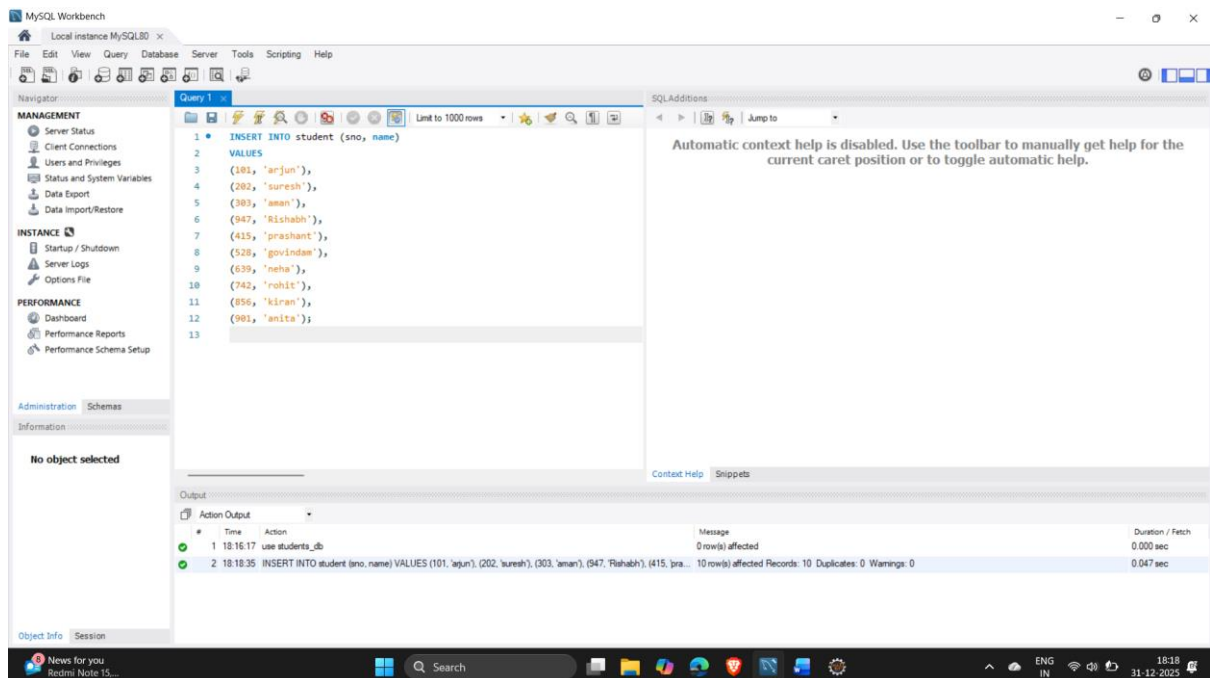 MySQL Workbench
Local instance MySQL80
File Edit View Query Database Server Tools Scripting Help
Navigator
MANAGEMENT
Server Status
Client Connections
Users and Privileges
Status and System Variables
Data Export
Data Import/Restore
INSTANCE
Startup / Shutdown
Server Logs
Options File
PERFORMANCE
Dashboard
Performance Reports
Performance Schema Setup
Administration Schemas
Information
No object selected
Object Info Session
Query 1
Limit to 1000 rows
1 INSERT INTO student (sno, name)
2 VALUES
3 (101, 'arjun'),
4 (202, 'suresh'),
5 (303, 'aman'),
6 (947, 'Rishabh'),
7 (415, 'prashant'),
8 (528, 'govindam'),
9 (639, 'neha'),
10 (742, 'rohit'),
11 (856, 'kiran'),
12 (901, 'anita');
13
SQLAdditions
Jump to
Automatic context help is disabled. Use the toolbar to manually get help for the
current caret position or to toggle automatic help.
Context Help Snippets
Output
Action Output
# Time Action Message Duration / Fetch
1 18:16:17 use students_db 0 row(s) affected 0.000 sec
2 18:18:35 INSERT INTO student (sno, name) VALUES (101, 'arjun'), (202, 'suresh'), (303, 'aman'), (947, 'Rishabh'), (415, 'pra... 10 row(s) affected Records: 10 Duplicates: 0 Warnings: 0 0.047 sec
8
News for you
Redmi Note 15,...
Search
ENG
IN
18:18
31-12-2025